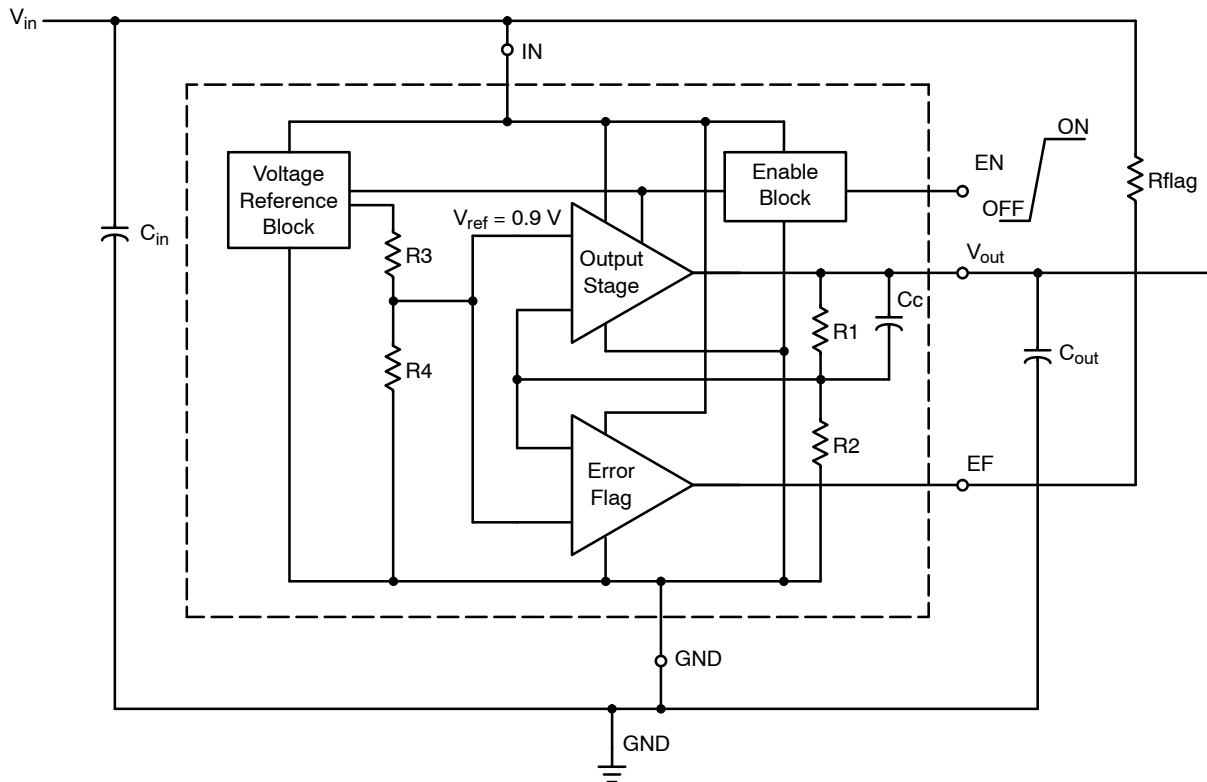 Vin
IN
ON
EN
OFF
Rflag
Voltage
Reference
Block
Enable
Block
Cin
Vref = 0.9 V
R3
Output
Stage
Vout
Cc
R1
R4
Cout
R2
Error
Flag
EF
GND
GND